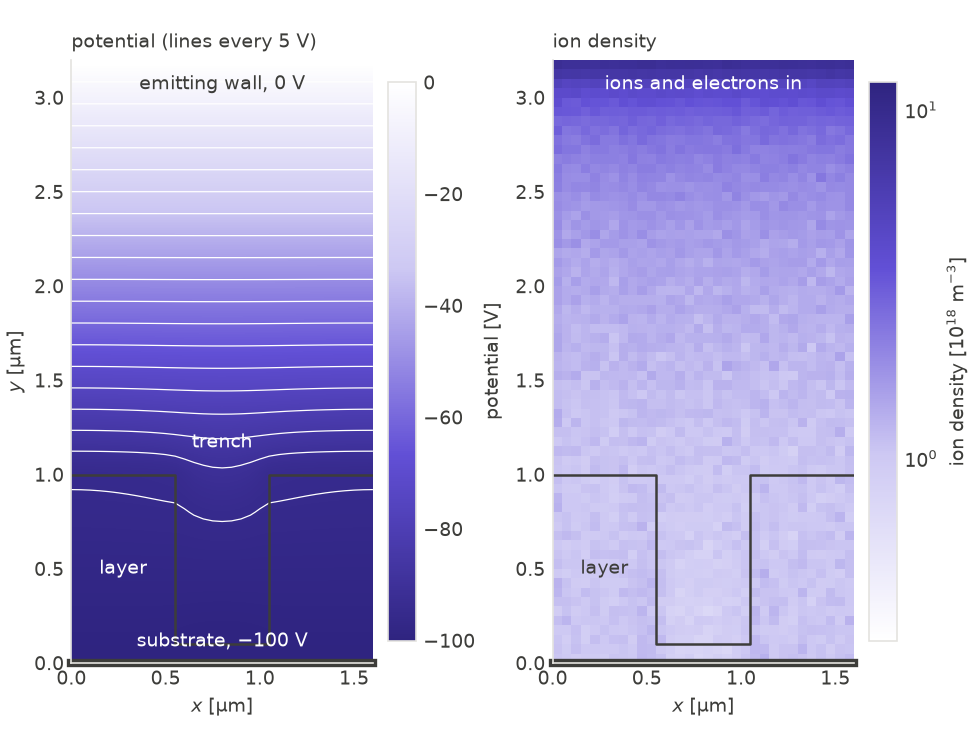 potential (lines every 5 V)
emitting wall, 0 V
trench
layer
substrate, −100 V
0.0
0.5
1.0
1.5
2.0
2.5
3.0
y [µm]
0.0
0.5
1.0
1.5
x [µm]
0
−20
−40
−60
−80
−100
potential [V]
ion density
ions and electrons in
layer
0.0
0.5
1.0
1.5
2.0
2.5
3.0
0.0
0.5
1.0
1.5
x [µm]
10¹
10⁰
ion density [10¹⁸ m⁻³]